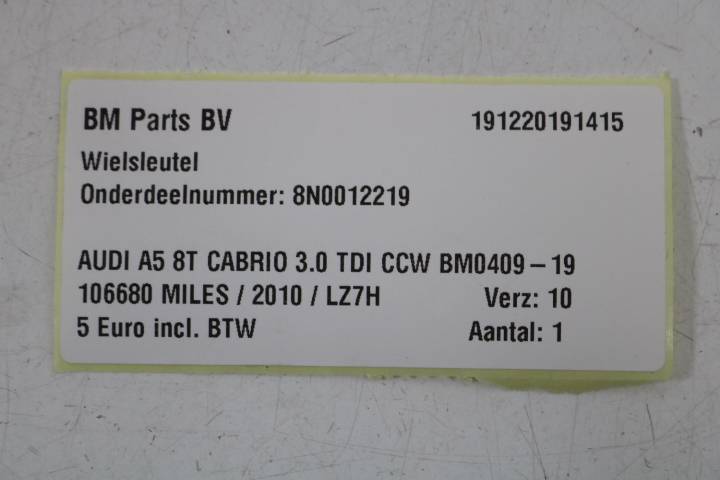 BM Parts BV 191220191415
Wielsleutel
Onderdeelnummer: 8N0012219
AUDI A5 8T CABRIO 3.0 TDI CCW BM0409 – 19
106680 MILES / 2010 / LZ7H Verz: 10
5 Euro incl. BTW Aantal: 1